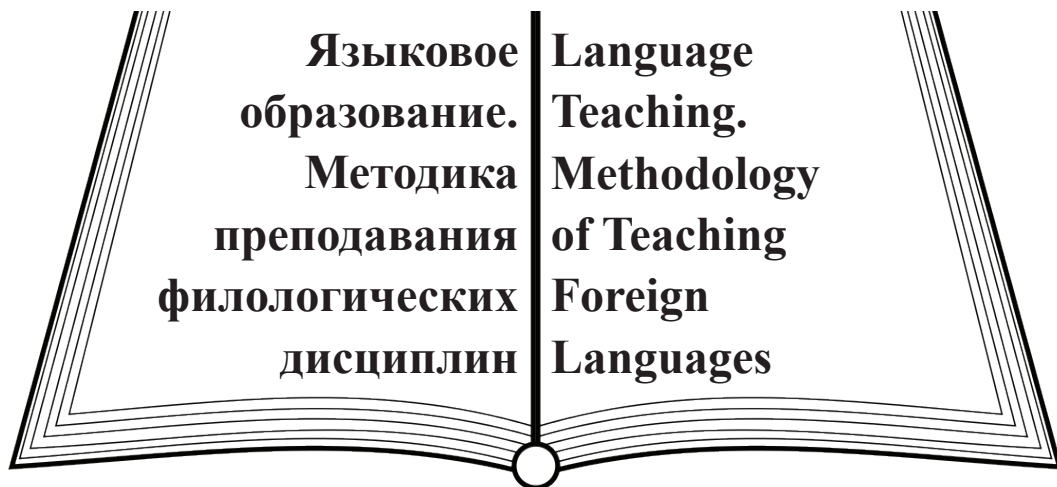 Языковое
образование.
Методика
преподавания
филологических
дисциплин
Language
Teaching.
Methodology
of Teaching
Foreign
Languages